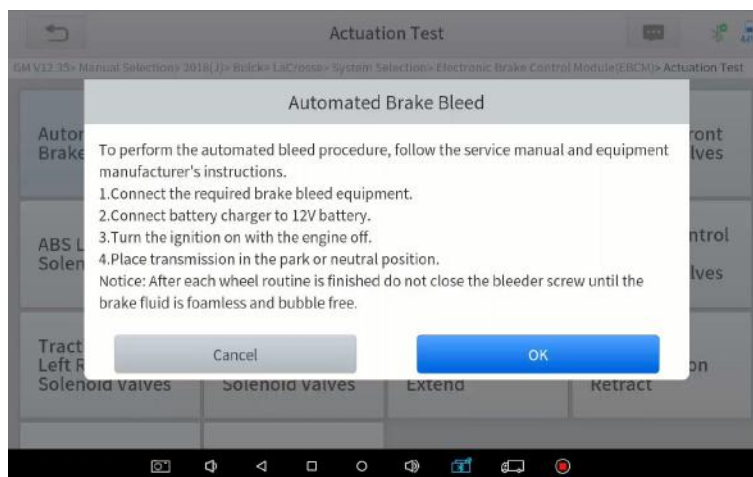 Actuation Test
GM V12.35> Manual Selection> 2018(J)> Buick> LaCrosse> System Selection> Electronic Brake Control Module(EBCM)> Actuation Test
Automated Brake Bleed
To perform the automated bleed procedure, follow the service manual and equipment
manufacturer's instructions.
1.Connect the required brake bleed equipment.
2.Connect battery charger to 12V battery.
3.Turn the ignition on with the engine off.
4.Place transmission in the park or neutral position.
Notice: After each wheel routine is finished do not close the bleeder screw until the
brake fluid is foamless and bubble free.
Cancel
OK
Autor
Brake
ront
lves
ABS L
Solen
ntrol
lves
Tract
Left R
Solenoid Valves
Solenoid Valves
Extend
on
Retract